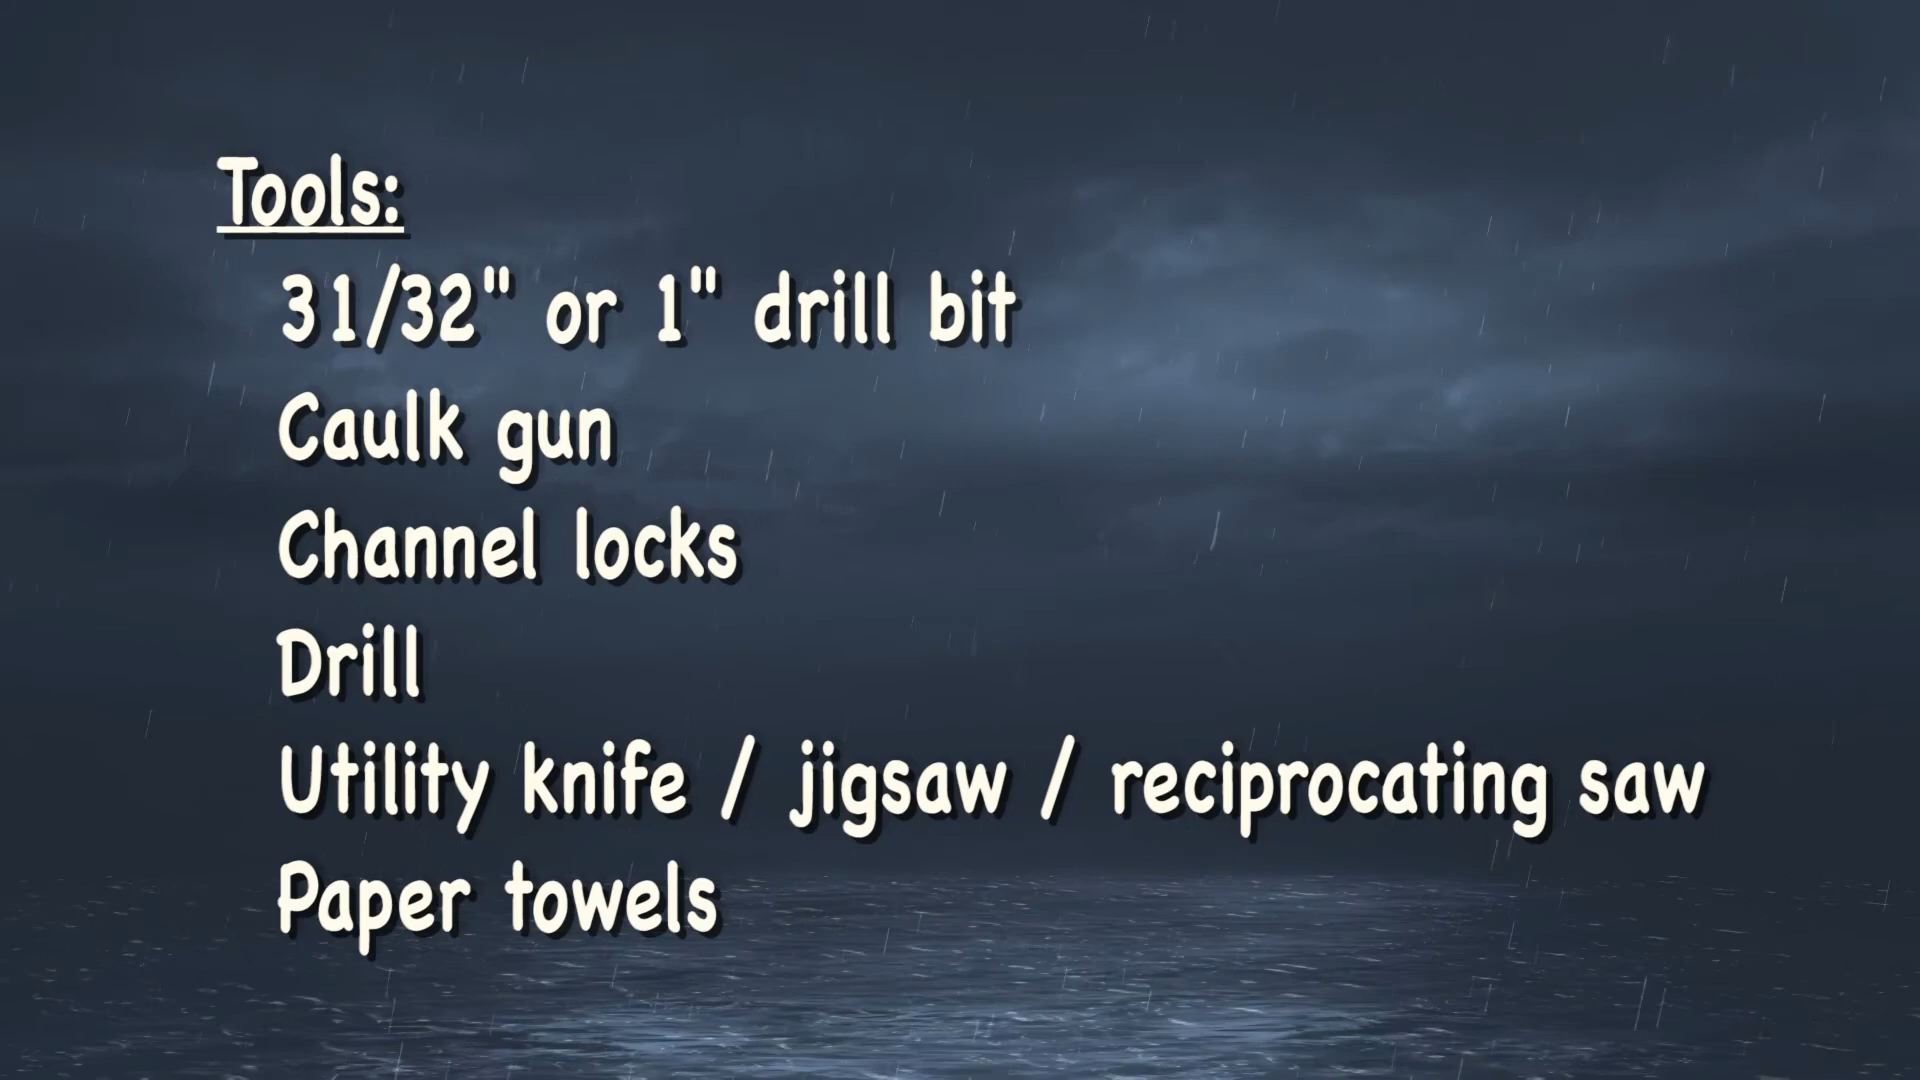 Tools:
31/32" or 1" drill bit
Caulk gun
Channel locks
Drill
Utility knife / jigsaw / reciprocating saw
Paper towels